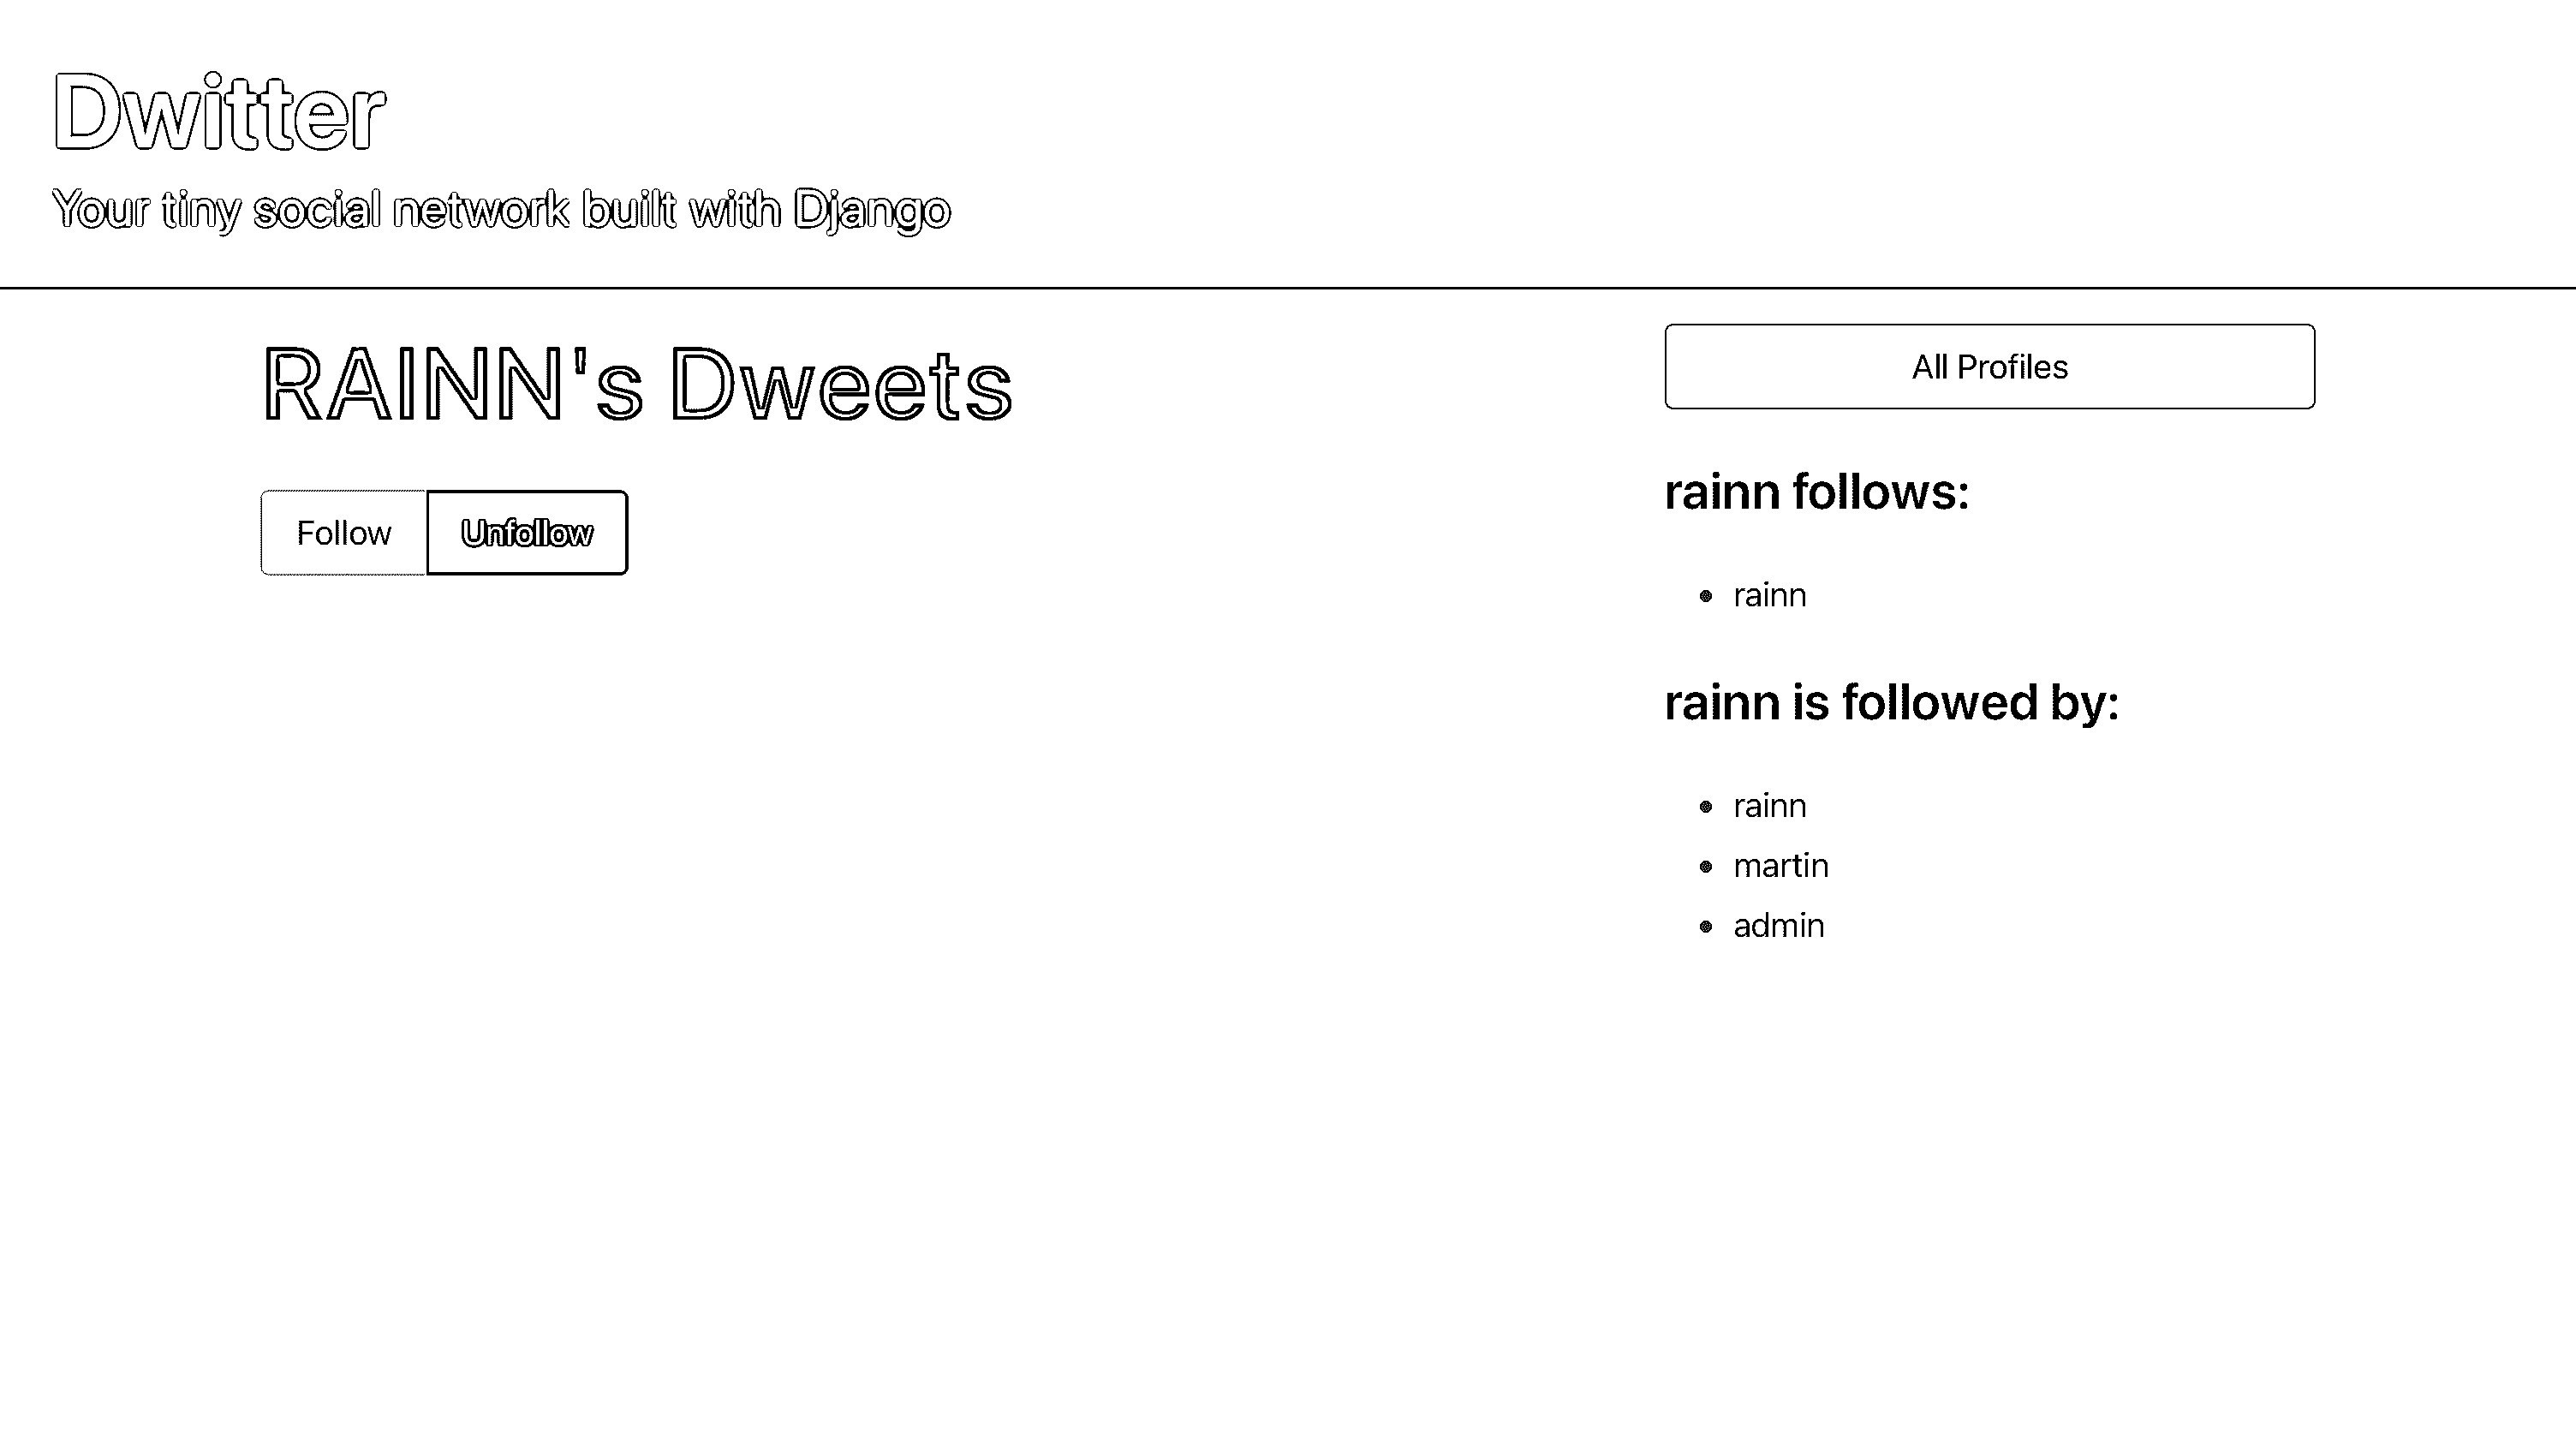 Dwitter
Your tiny social network built with Django
RAINN's Dweets
Follow Unfollow
All Profiles
rainn follows:
rainn
rainn is followed by:
rainn
martin
admin